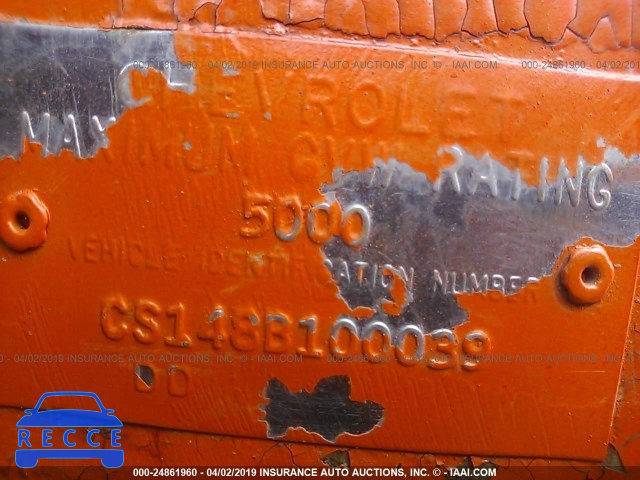 000-24861960 - 04/02/2019 INSURANCE AUTO AUCTIONS, INC. © - IAAI.COM
CHEVROLET
MAXIMUM GVW RATING
5000
VEHICLE IDENTIFICATION NUMBER
CS148B100039
DD
RECCE
000-24861960 - 04/02/2019 INSURANCE AUTO AUCTIONS, INC. © - IAAI.COM